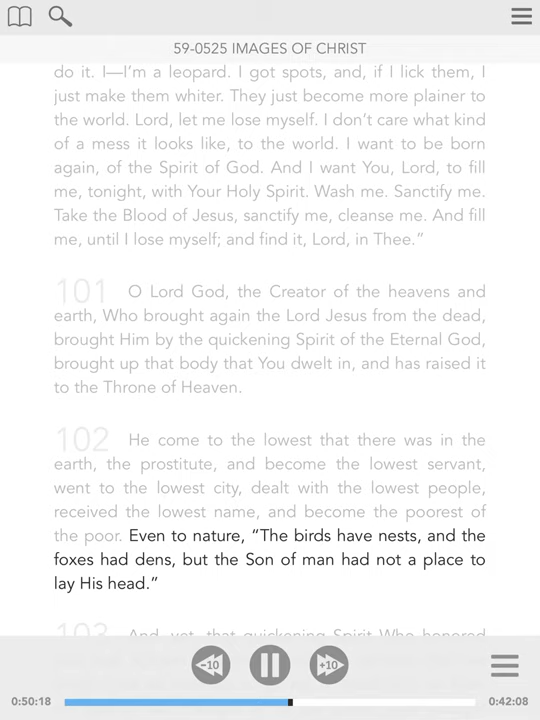 59-0525 IMAGES OF CHRIST
do it. I—I’m a leopard. I got spots, and, if I lick them, I
just make them whiter. They just become more plainer to
the world. Lord, let me lose myself. I don’t care what kind
of a mess it looks like, to the world. I want to be born
again, of the Spirit of God. And I want You, Lord, to fill
me, tonight, with Your Holy Spirit. Wash me. Sanctify me.
Take the Blood of Jesus, sanctify me, cleanse me. And fill
me, until I lose myself; and find it, Lord, in Thee.”
101 O Lord God, the Creator of the heavens and
earth, Who brought again the Lord Jesus from the dead,
brought Him by the quickening Spirit of the Eternal God,
brought up that body that You dwelt in, and has raised it
to the Throne of Heaven.
102 He come to the lowest that there was in the
earth, the prostitute, and become the lowest servant,
went to the lowest city, dealt with the lowest people,
received the lowest name, and become the poorest of
the poor. Even to nature, “The birds have nests, and the
foxes had dens, but the Son of man had not a place to
lay His head.”
103 And, yet, that quickening Spirit Who honored
-10 +10
0:50:18 0:42:08